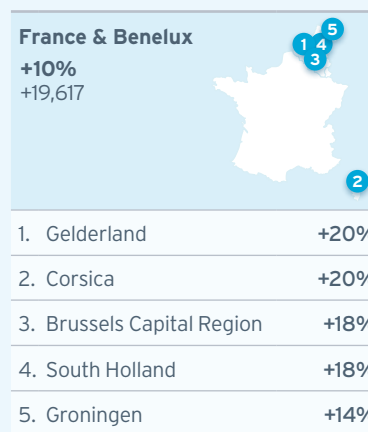 France & Benelux
+10%
+19,617
5
1 4
3
2
1. Gelderland +20%
2. Corsica +20%
3. Brussels Capital Region +18%
4. South Holland +18%
5. Groningen +14%